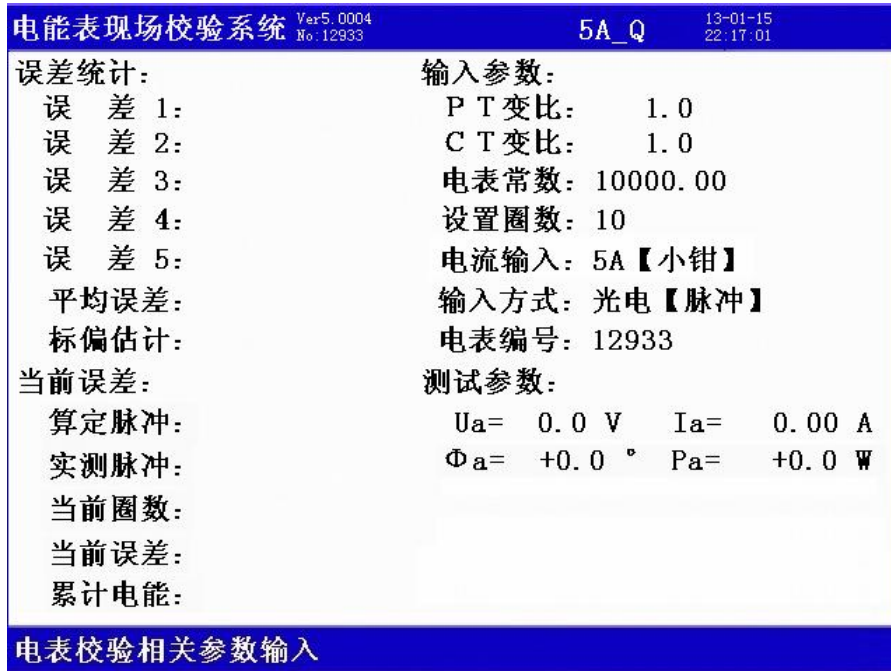 电能表现场校验系统 Ver5.0004 No:12933 5A_Q 13-01-15 22:17:01
误差统计:
误 差 1:
误 差 2:
误 差 3:
误 差 4:
误 差 5:
平均误差:
标偏估计:
当前误差:
算定脉冲:
实测脉冲:
当前圈数:
当前误差:
累计电能:
输入参数:
PT变比: 1.0
CT变比: 1.0
电表常数: 10000.00
设置圈数: 10
电流输入: 5A【小钳】
输入方式: 光电【脉冲】
电表编号: 12933
测试参数:
Ua= 0.0 V Ia= 0.00 A
Φa= +0.0 ° Pa= +0.0 W
电表校验相关参数输入